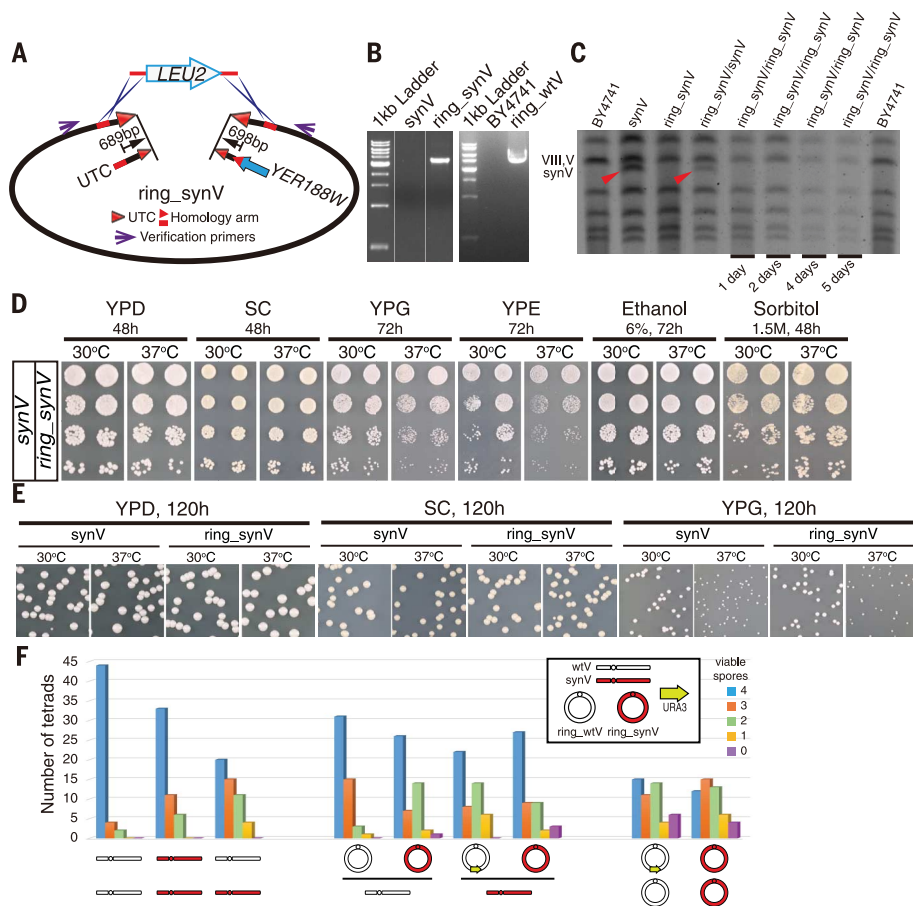 A
LEU2
689bp
698bp
UTC
YER188W
ring_synV
UTC
Homology arm
Verification primers
B
1kb Ladder
synV
ring_synV
1kb Ladder
BY4741
ring_wtV
C
BY4741
synV
ring_synV
ring_synV/synV
ring_synV/ring_synV
ring_synV/ring_synV
ring_synV/ring_synV
ring_synV/ring_synV
BY4741
VIII,V
synV
1 day
2 days
4 days
5 days
D
YPD SC YPG YPE Ethanol Sorbitol
48h 48h 72h 72h 6%, 72h 1.5M, 48h
30°C 37°C 30°C 37°C 30°C 37°C 30°C 37°C 30°C 37°C 30°C 37°C
synV
ring_synV
E
YPD, 120h SC, 120h YPG, 120h
synV ring_synV synV ring_synV synV ring_synV
30°C 37°C 30°C 37°C 30°C 37°C 30°C 37°C 30°C 37°C 30°C 37°C
F
Number of tetrads
45
40
35
30
25
20
15
10
5
0
wtV
synV
URA3
ring_wtV ring_synV
viable
spores
4
3
2
1
0